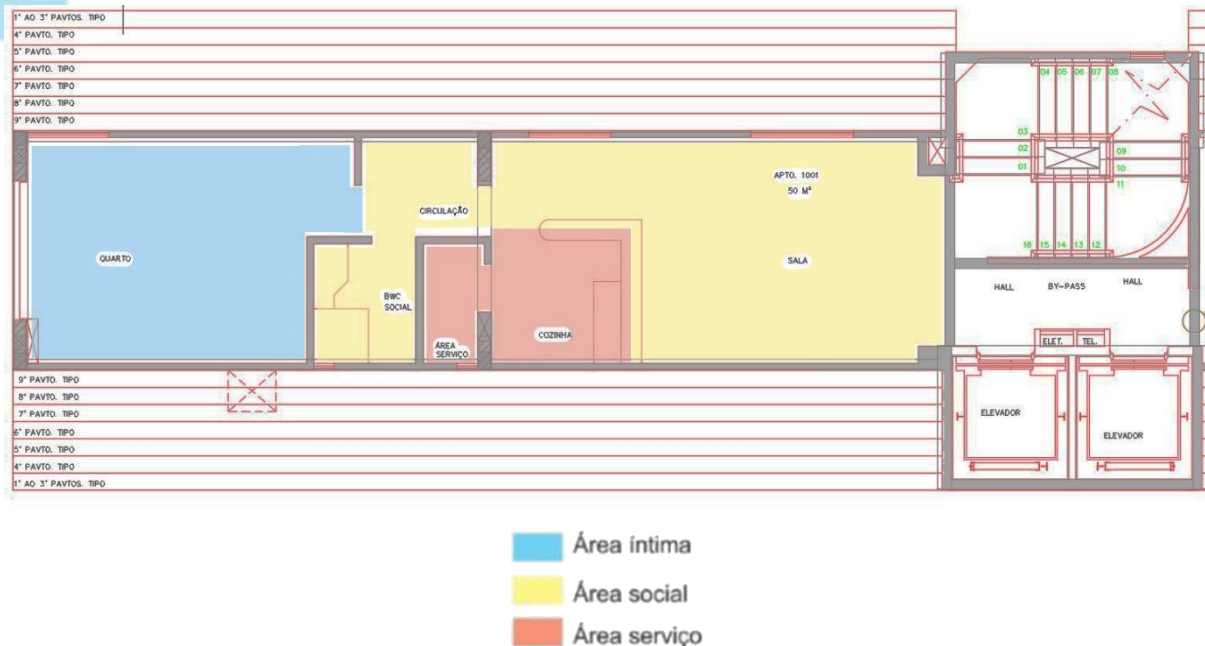 1° AO 3° PAVTOS. TIPO
4° PAVTO. TIPO
5° PAVTO. TIPO
6° PAVTO. TIPO
7° PAVTO. TIPO
8° PAVTO. TIPO
9° PAVTO. TIPO
04 05 06 07 08
03
02
01
09
10
11
16 15 14 13 12
APTO. 1001
50 M²
CIRCULAÇÃO
QUARTO
SALA
BWC
SOCIAL
ÁREA
SERVIÇO
COZINHA
HALL BY-PASS HALL
ELET. TEL.
ELEVADOR
ELEVADOR
9° PAVTO. TIPO
8° PAVTO. TIPO
7° PAVTO. TIPO
6° PAVTO. TIPO
5° PAVTO. TIPO
4° PAVTO. TIPO
1° AO 3° PAVTOS. TIPO
Área íntima
Área social
Área serviço